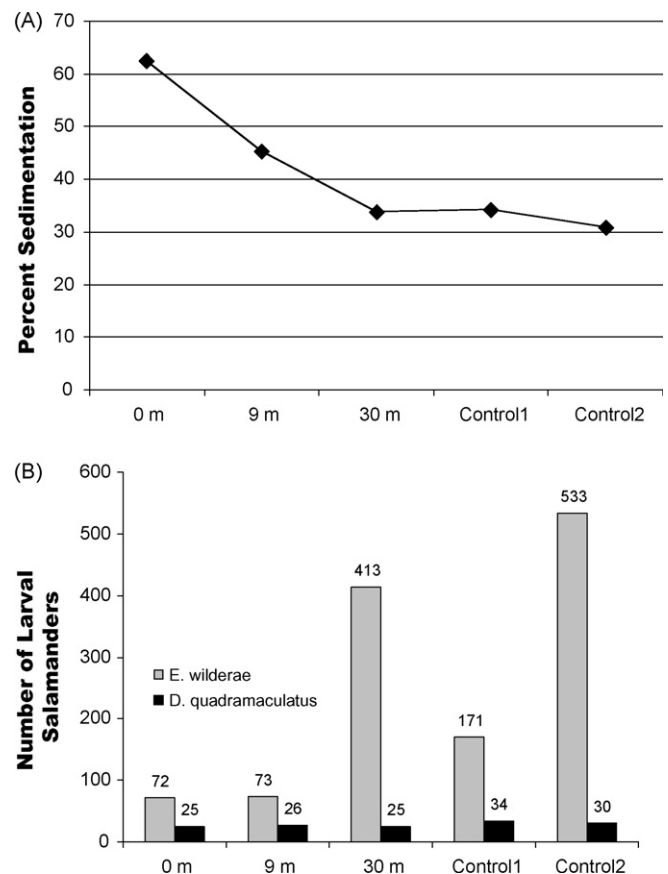 (A)
Percent Sedimentation
70
60
50
40
30
20
10
0
0 m 9 m 30 m Control1 Control2
(B)
Number of Larval
Salamanders
600
500
400
300
200
100
0
E. wilderae
D. quadramaculatus
72 25 73 26 413 25 171 34 533 30
0 m 9 m 30 m Control1 Control2